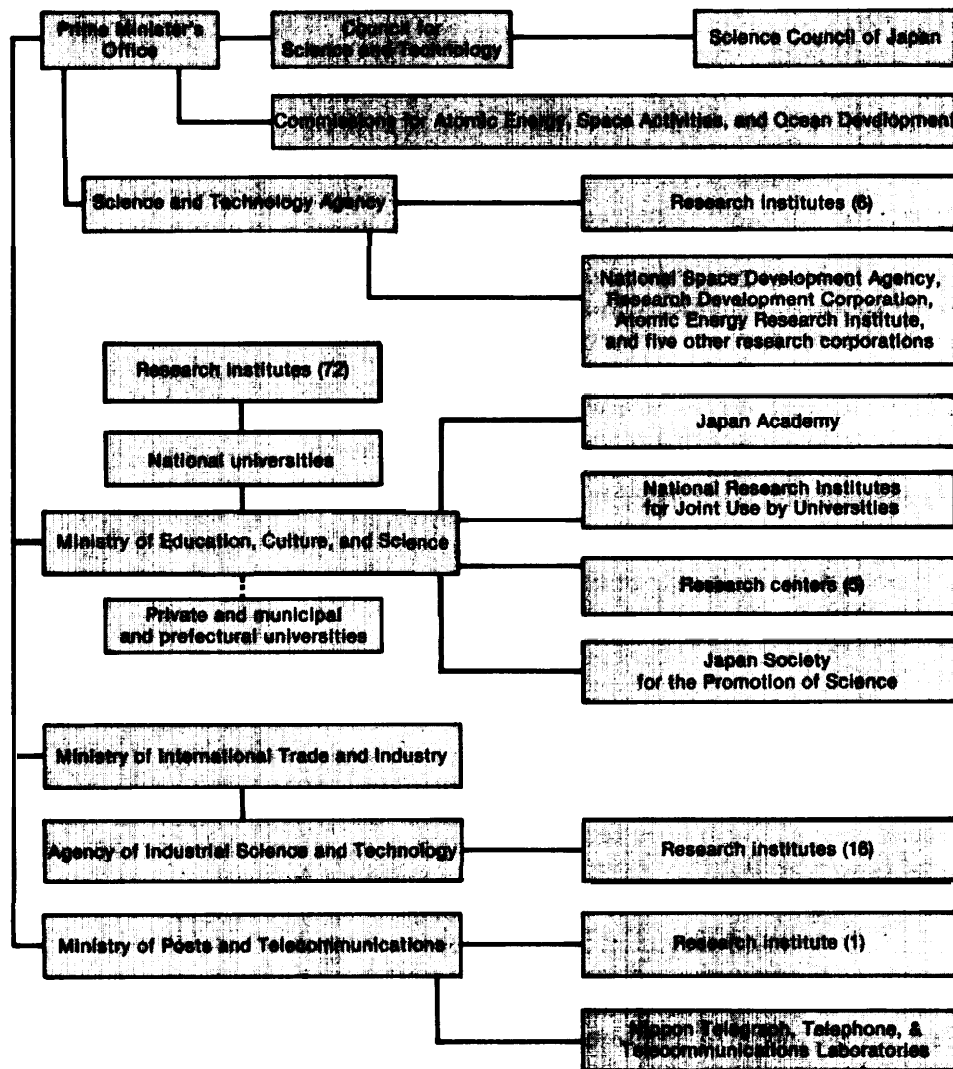 Prime Minister's
Office
Council for
Science and Technology
Science Council of Japan
Commissions for Atomic Energy, Space Activities, and Ocean Development
Science and Technology Agency
Research institutes (6)
National Space Development Agency,
Research Development Corporation,
Atomic Energy Research Institute,
and five other research corporations
Research institutes (72)
National universities
Ministry of Education, Culture, and Science
Private and municipal
and prefectural universities
Japan Academy
National Research Institutes
for Joint Use by Universities
Research centers (5)
Japan Society
for the Promotion of Science
Ministry of International Trade and Industry
Agency of Industrial Science and Technology
Research institutes (16)
Ministry of Posts and Telecommunications
Research institute (1)
Nippon Telegraph, Telephone, &
Telecommunications Laboratories